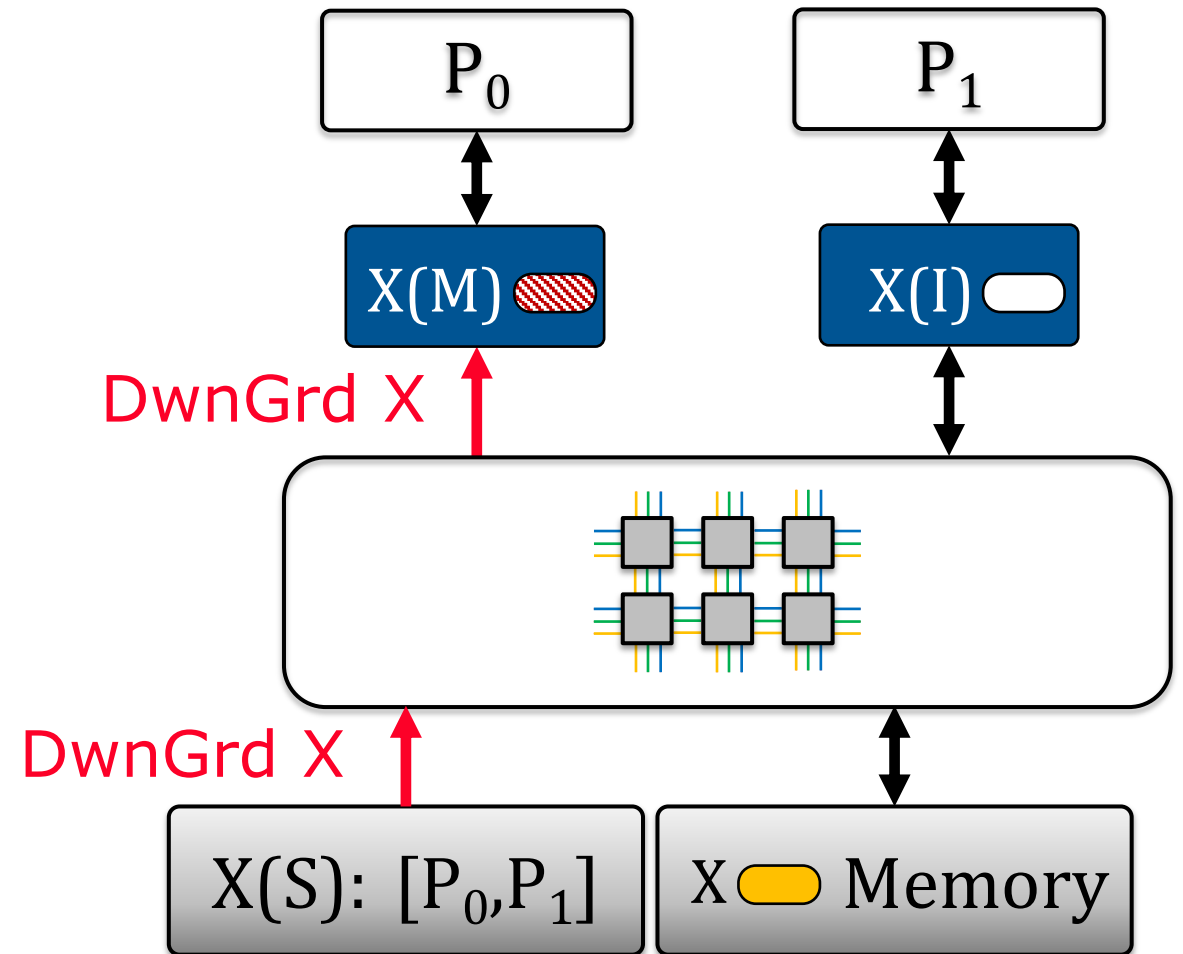 P₀
P₁
X(M)
X(I)
DwnGrd X
DwnGrd X
X(S): [P₀,P₁]
X Memory